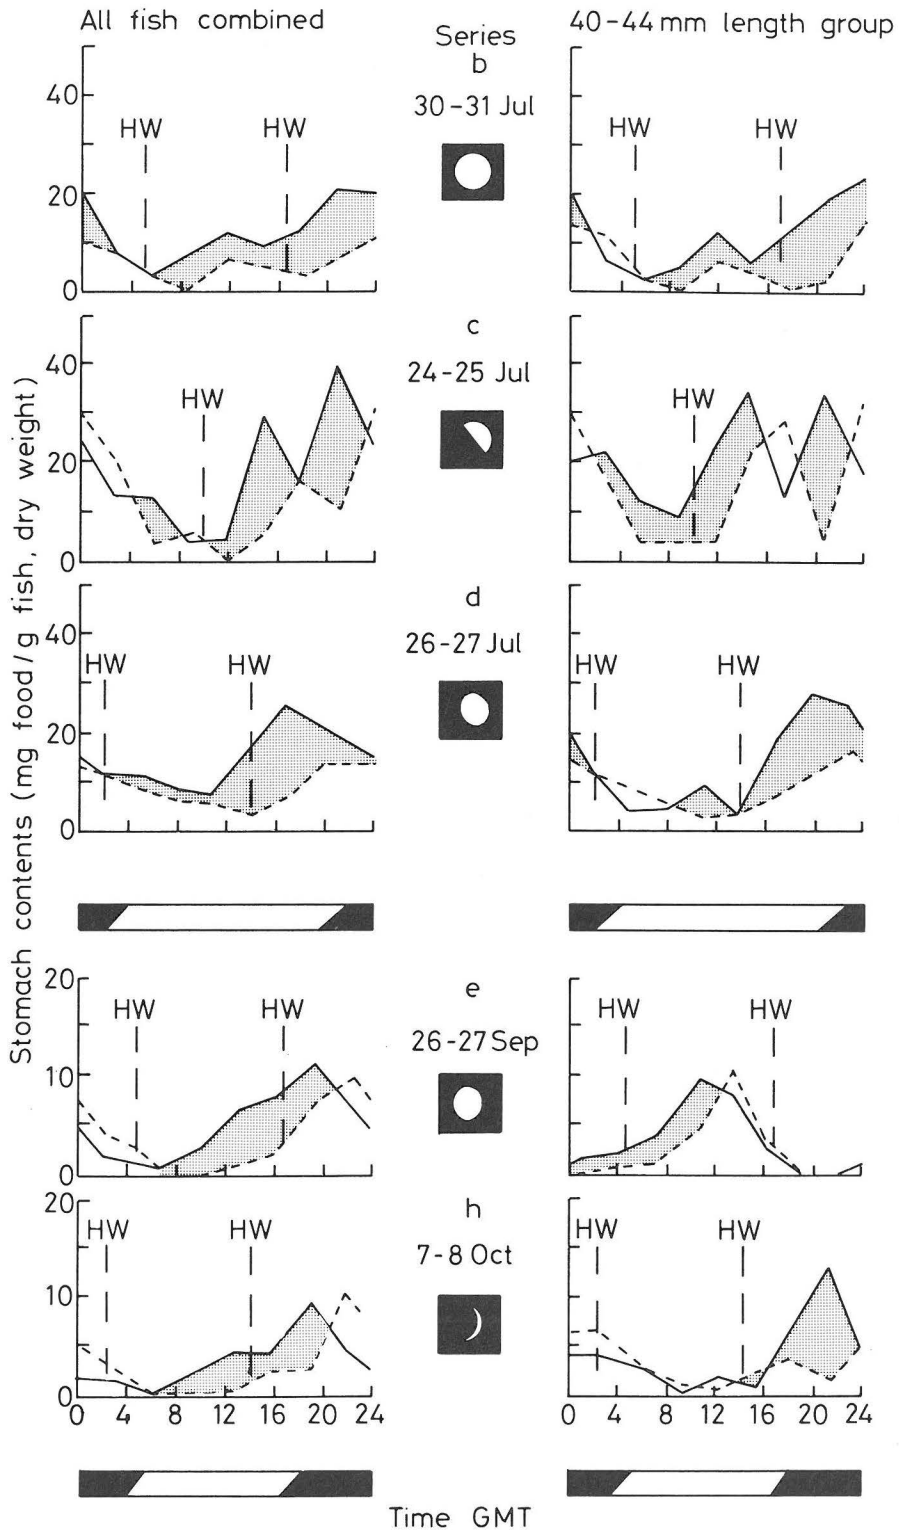 All fish combined
40-44mm length group
Series
b
30-31 Jul
40
20
0
HW
HW
HW
HW
c
24-25 Jul
40
20
0
HW
HW
d
26-27 Jul
40
20
0
HW
HW
HW
HW
Stomach contents (mg food/g fish, dry weight)
e
26-27 Sep
20
10
0
HW
HW
HW
HW
h
7-8 Oct
20
10
0
HW
HW
HW
HW
0 4 8 12 16 20 24
0 4 8 12 16 20 24
Time GMT